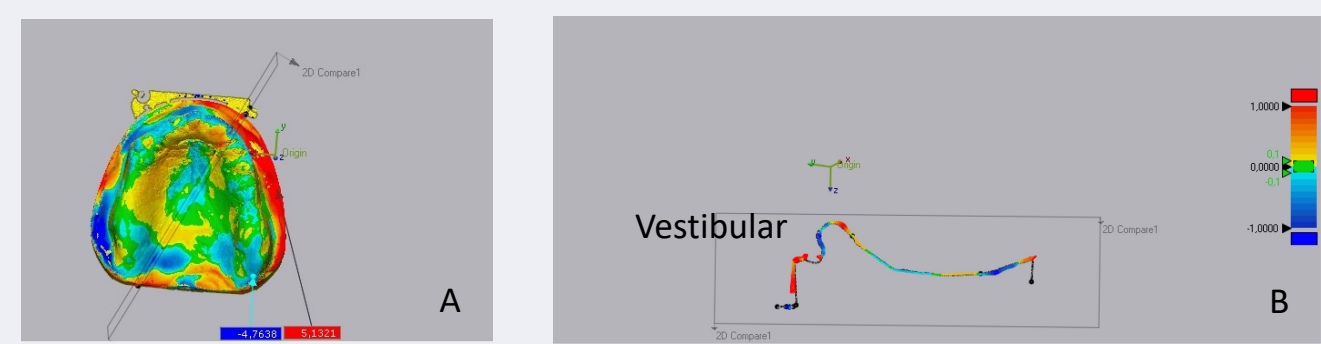 2D Compare1
y
Origin
z
-4,7638 5,1321
A
1,0000
0,1
0,0000
-0,1
-1,0000
y x
Origin
z
Vestibular
2D Compare1
2D Compare1
B